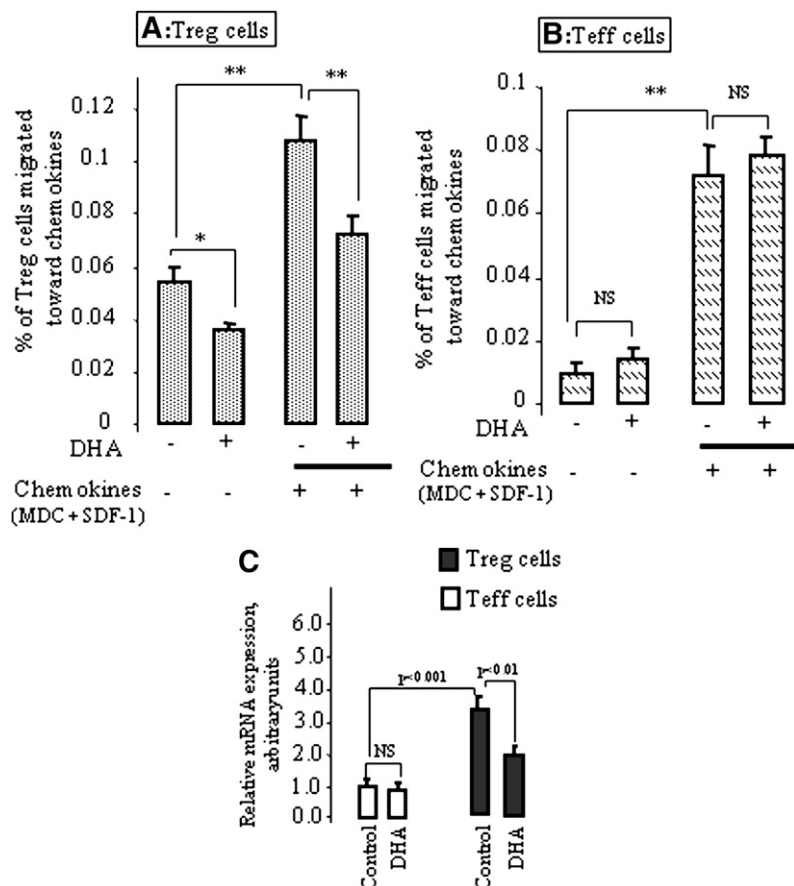 A:Treg cells
% of Treg cells migrated
toward chemokines
0.12
0.1
0.08
0.06
0.04
0.02
0
**
**
*
DHA - + - +
Chemokines - - + +
(MDC + SDF-1)
B:Teff cells
% of Teff cells migrated
toward chemokines
0.1
0.08
0.06
0.04
0.02
0
**
NS
NS
DHA - + - +
Chemokines - - + +
(MDC + SDF-1)
C
Treg cells
Teff cells
Relative mRNA expression,
arbitrary units
6.0
5.0
4.0
3.0
2.0
1.0
0.0
P<0.001
P<0.01
NS
Control
DHA
Control
DHA